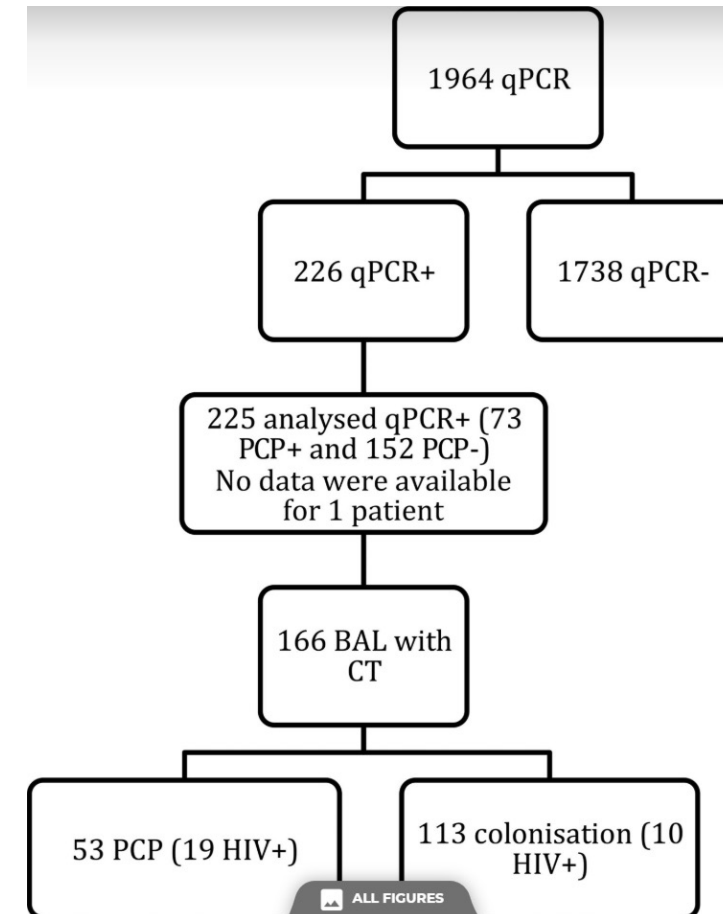 1964 qPCR
226 qPCR+
1738 qPCR-
225 analysed qPCR+ (73
PCP+ and 152 PCP-)
No data were available
for 1 patient
166 BAL with
CT
53 PCP (19 HIV+)
113 colonisation (10
HIV+)
ALL FIGURES